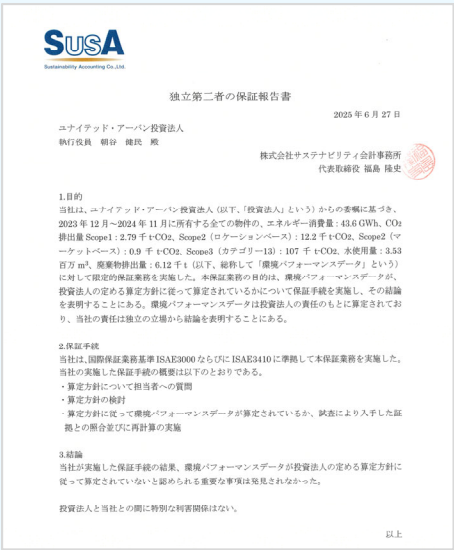 SUSA
Sustainability Accounting Co.,Ltd.
独立第三者の保証報告書
2025年6月27日
ユナイテッド・アーバン投資法人
執行役員 朝谷 健民 殿
株式会社サステナビリティ会計事務所
代表取締役 福島 隆史
1.目的
当社は、ユナイテッド・アーバン投資法人（以下、「投資法人」という）からの委嘱に基づき、
2023年12月～2024年11月に所有する全ての物件の、エネルギー消費量：43.6 GWh、CO2
排出量 Scope1：2.79 千 t-CO2、Scope2（ロケーションベース）：12.2 千 t-CO2、Scope2（マ
ーケットベース）：0.9 千 t-CO2、Scope3（カテゴリー13）：107 千 t-CO2、水使用量：3.53
百万 m³、廃棄物排出量：6.12 千 t（以下、総称して「環境パフォーマンスデータ」という）
に対して限定的保証業務を実施した。本保証業務の目的は、環境パフォーマンスデータが、
投資法人の定める算定方針に従って算定されているかについて保証手続を実施し、その結論
を表明することにある。環境パフォーマンスデータは投資法人の責任のもとに算定されてお
り、当社の責任は独立の立場から結論を表明することにある。
2.保証手続
当社は、国際保証業務基準 ISAE3000 ならびに ISAE3410 に準拠して本保証業務を実施した。
当社の実施した保証手続の概要は以下のとおりである。
・算定方針について担当者への質問
・算定方針の検討
・算定方針に従って環境パフォーマンスデータが算定されているか、試査により入手した証
拠との照合並びに再計算の実施
3.結論
当社が実施した保証手続の結果、環境パフォーマンスデータが投資法人の定める算定方針に
従って算定されていないと認められる重要な事項は発見されなかった。
投資法人と当社との間に特別な利害関係はない。
以上